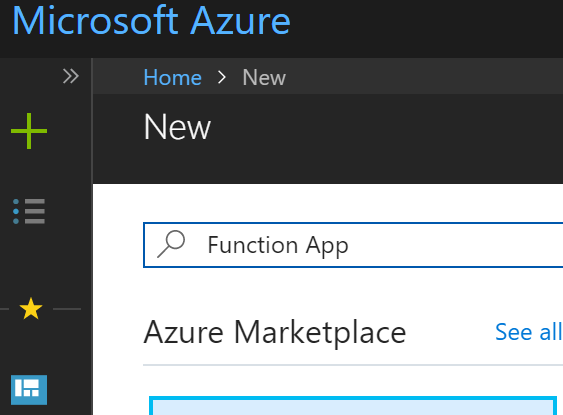 Microsoft Azure
Home > New
New
Function App
Azure Marketplace See all